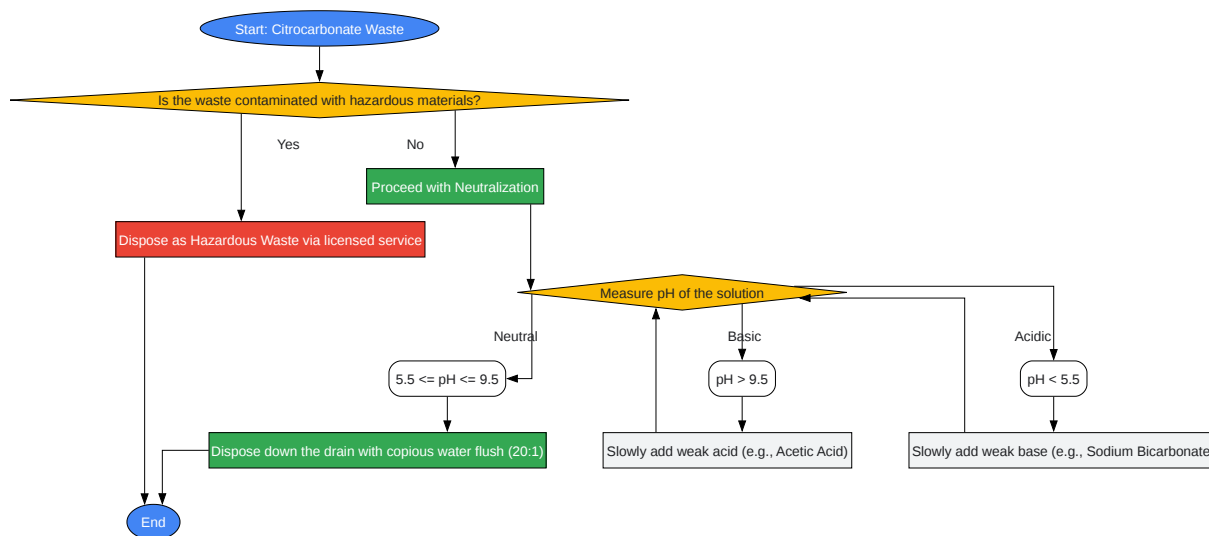 Start: Citrocarbonate Waste
Is the waste contaminated with hazardous materials?
Yes
No
Proceed with Neutralization
Dispose as Hazardous Waste via licensed service
Measure pH of the solution
Neutral
Basic
Acidic
5.5 <= pH <= 9.5
pH > 9.5
pH < 5.5
Dispose down the drain with copious water flush (20:1)
Slowly add weak acid (e.g., Acetic Acid)
Slowly add weak base (e.g., Sodium Bicarbonate
End